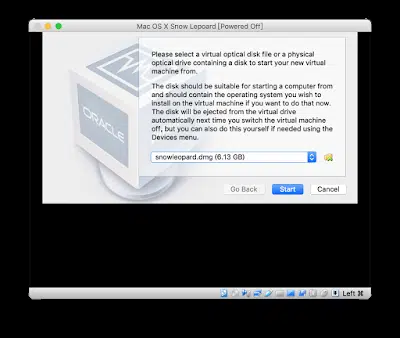 Mac OS X Snow Lepoard [Powered Off]
Please select a virtual optical disk file or a physical
optical drive containing a disk to start your new virtual
machine from.
The disk should be suitable for starting a computer from
and should contain the operating system you wish to
install on the virtual machine if you want to do that now.
The disk will be ejected from the virtual drive
automatically next time you switch the virtual machine
off, but you can also do this yourself if needed using the
Devices menu.
ORACLE
snowleopard.dmg (6.13 GB)
Go Back Start Cancel
Left ⌘